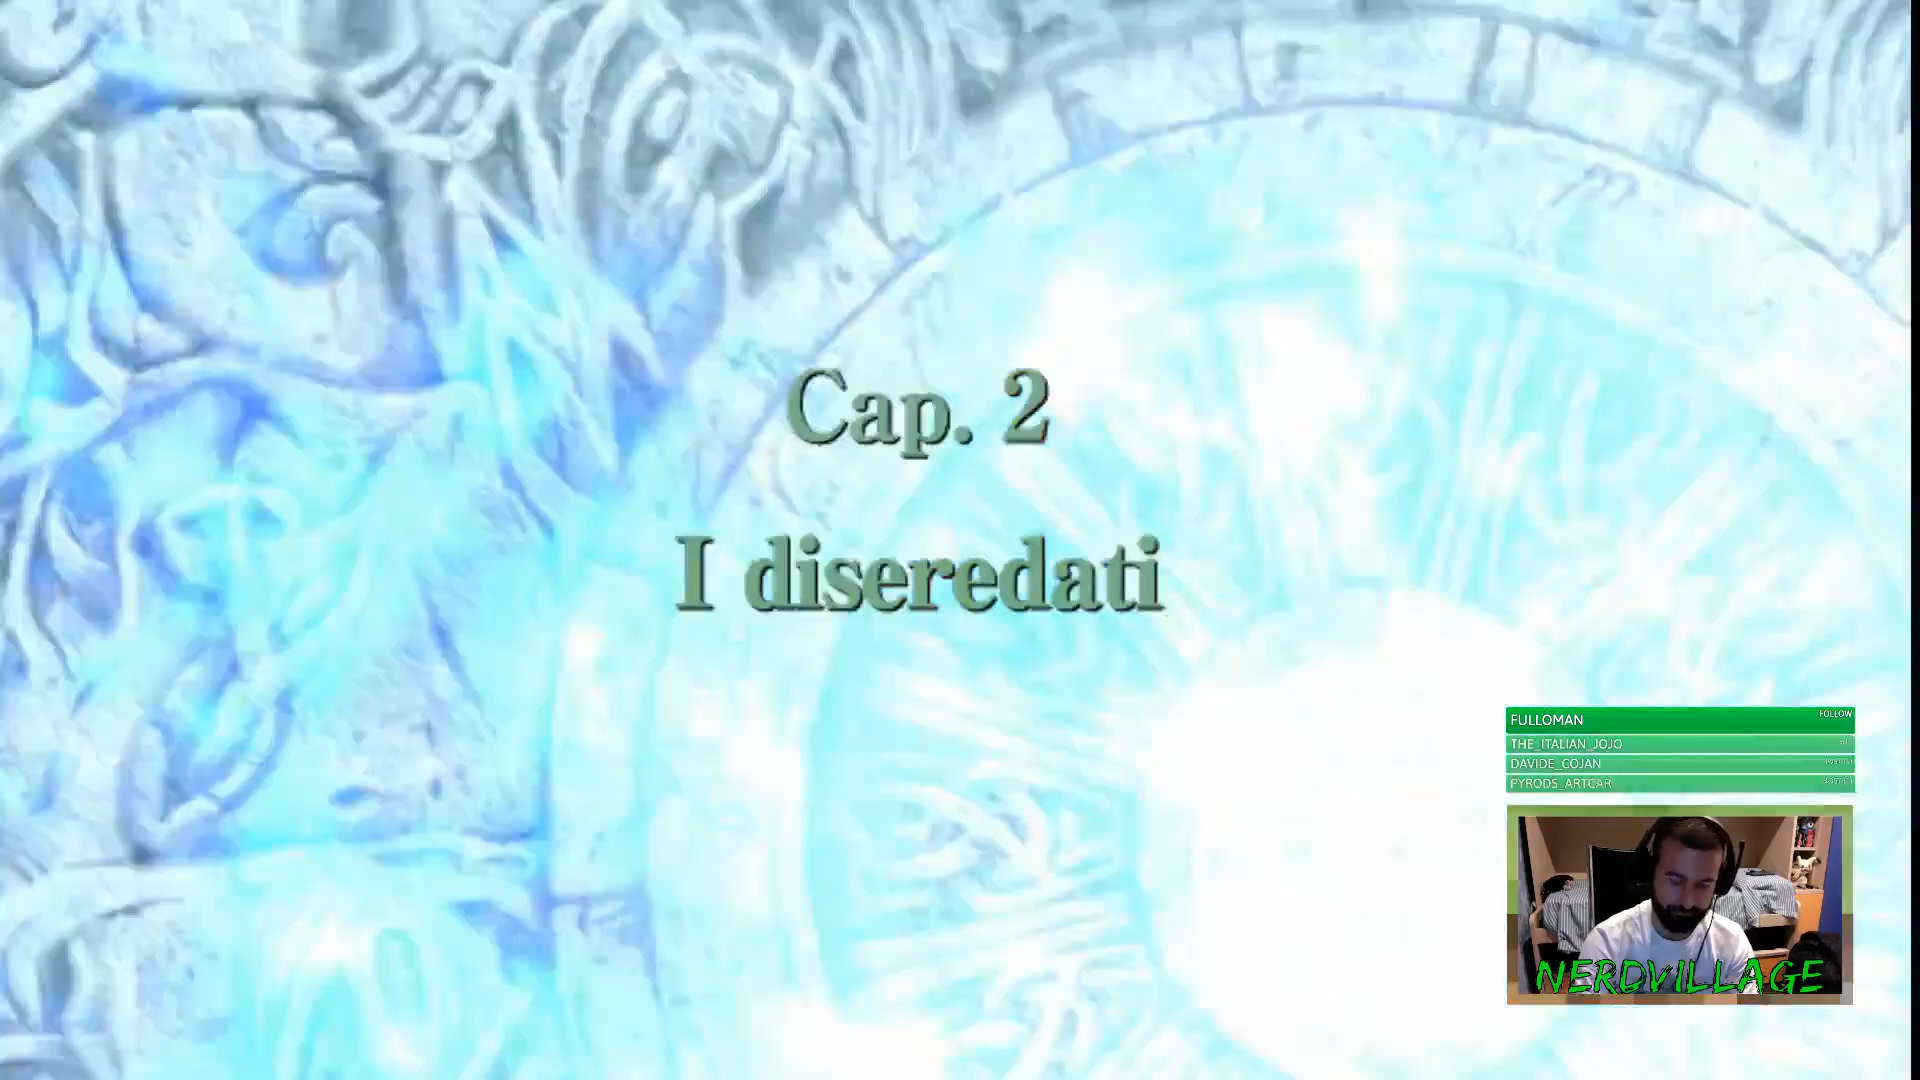 Cap. 2
I diseredati
FULLOMAN
FOLLOW
THE_ITALIAN_JOJO
DAVIDE_COJAN
PYRODS_ARTCAR
NERDVILLAGE